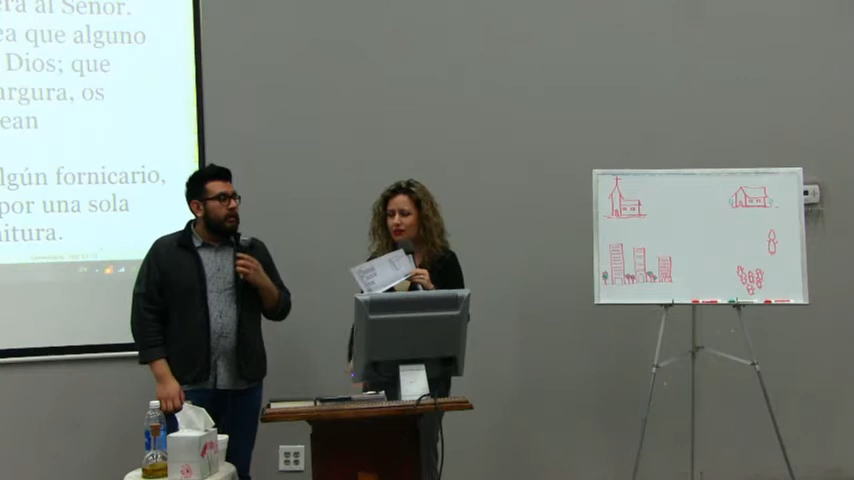 era al Señor.
ea que alguno
Dios; que
argura, os
ean
lgún fornicario,
por una sola
nitura.